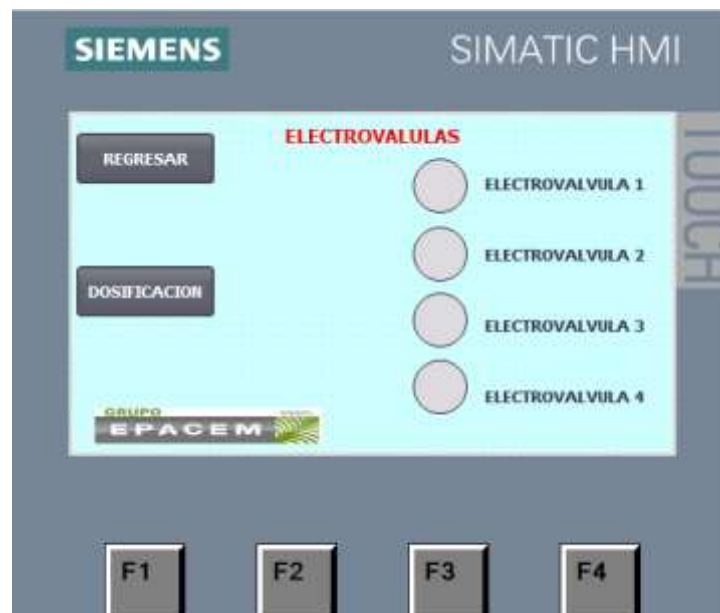 SIEMENS
SIMATIC HMI
TOUCH
ELECTROVALULAS
REGRESAR
ELECTROVALVULA 1
ELECTROVALVULA 2
DOSIFICACION
ELECTROVALVULA 3
ELECTROVALVULA 4
GRUPO
EPACEM
F1
F2
F3
F4